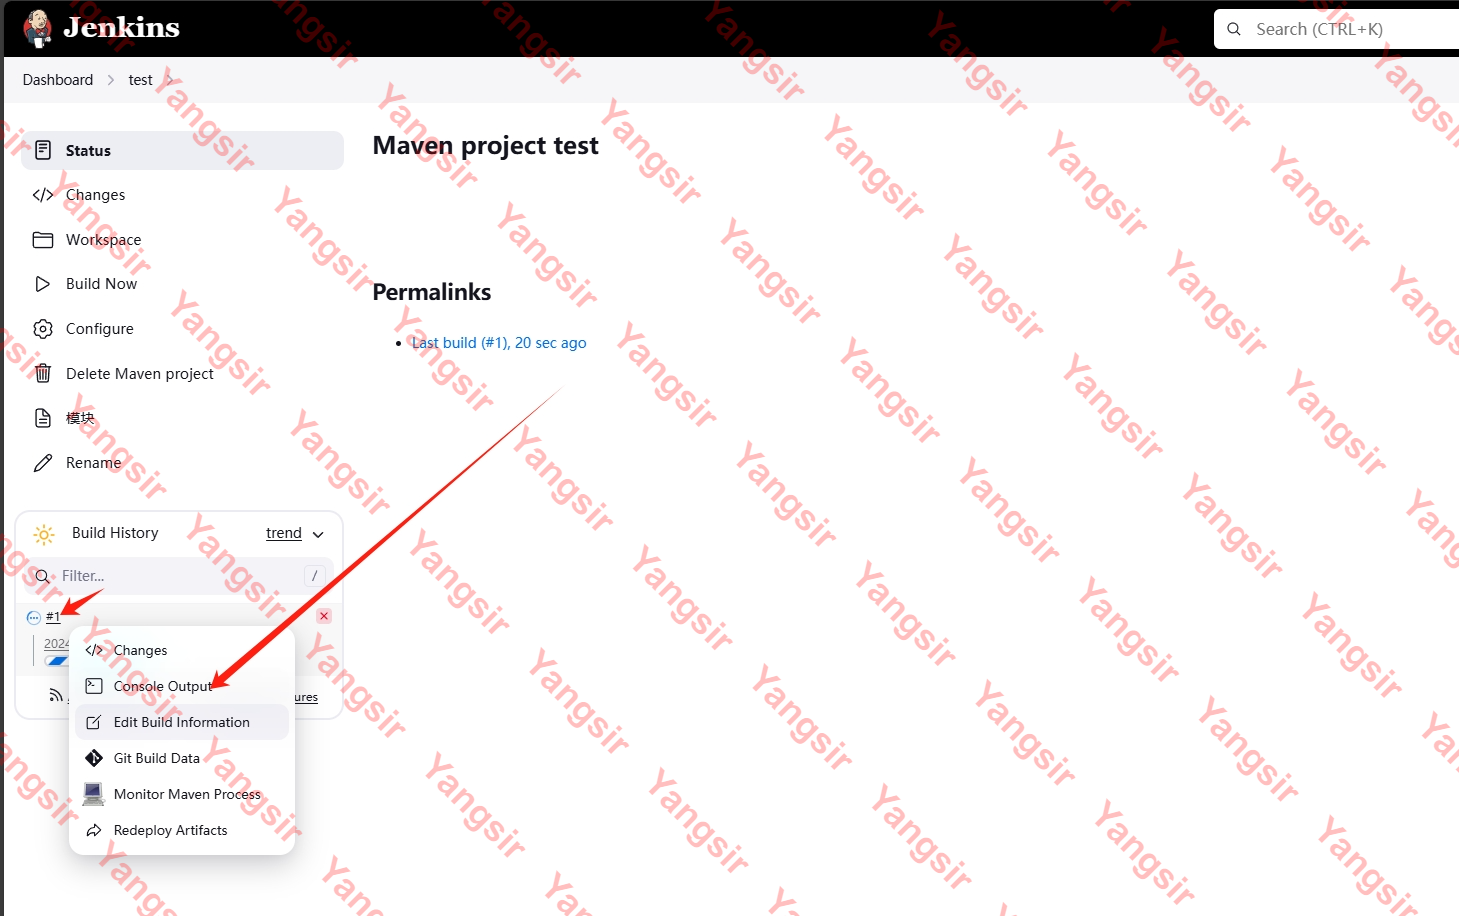 Jenkins
Search (CTRL+K)
Dashboard > test >
Status
Changes
Workspace
Build Now
Configure
Delete Maven project
模块
Rename
Maven project test
Permalinks
Last build (#1), 20 sec ago
Build History
trend
Filter...
/
#1
2024
ures
Changes
Console Output
Edit Build Information
Git Build Data
Monitor Maven Process
Redeploy Artifacts
Yangsir